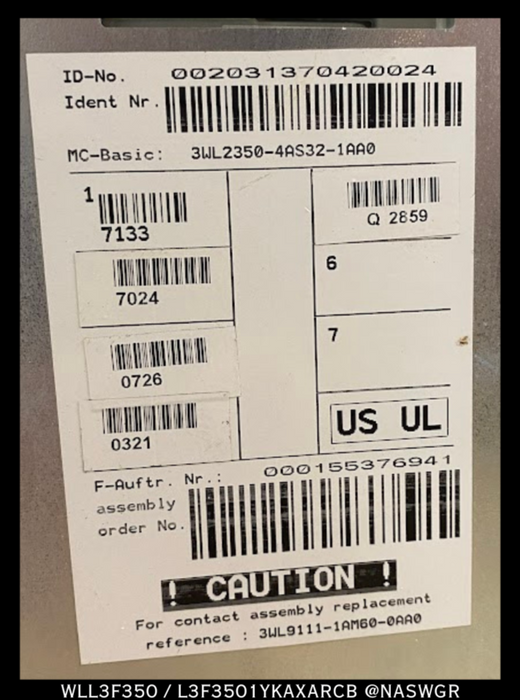 ID-No. 002031370420024
Ident Nr.
MC-Basic: 3WL2350-4AS32-1AA0
1
7133
Q 2859
7024
6
0726
7
0321
US UL
F-Auftr. Nr.: 000155376941
assembly
order No.
! CAUTION !
For contact assembly replacement
reference : 3WL9111-1AM60-0AA0
WLL3F350 / L3F3501YKAXARCB @NASWGR